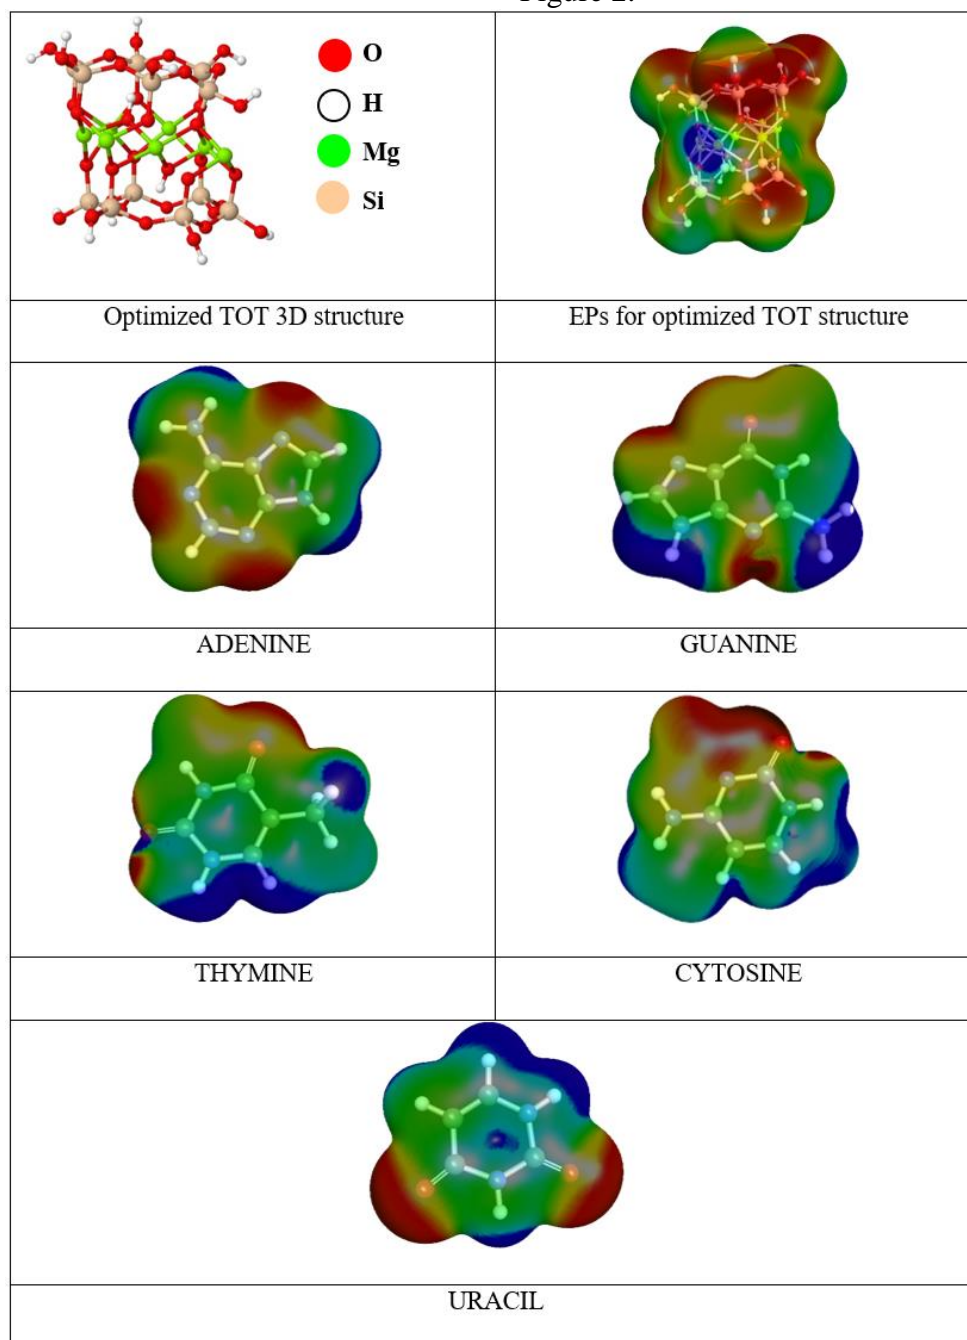 O
H
Mg
Si
Optimized TOT 3D structure
EPs for optimized TOT structure
ADENINE
GUANINE
THYMINE
CYTOSINE
URACIL